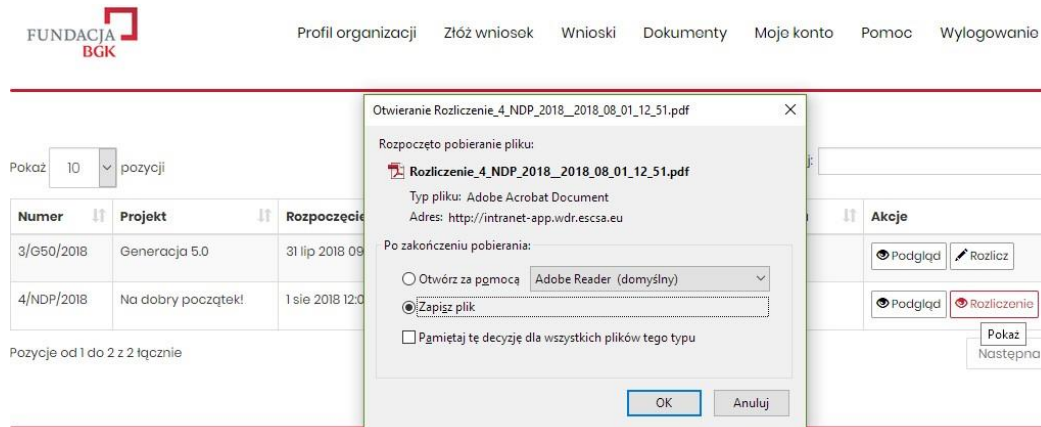 FUNDACJA
BGK
Profil organizacji Złóż wniosek Wnioski Dokumenty Moje konto Pomoc Wylogowanie
Otwieranie Rozliczenie_4_NDP_2018__2018_08_01_12_51.pdf
Rozpoczęto pobieranie pliku:
Rozliczenie_4_NDP_2018__2018_08_01_12_51.pdf
Typ pliku: Adobe Acrobat Document
Adres: http://intranet-app.wdr.escsa.eu
Po zakończeniu pobierania:
Otwórz za pomocą Adobe Reader (domyślny)
Zapisz plik
Pamiętaj tę decyzję dla wszystkich plików tego typu
OK Anuluj
Pokaż 10 pozycji
Numer Projekt Rozpoczęcie Akcje
3/G50/2018 Generacja 5.0 31 lip 2018 09 Podgląd Rozlicz
4/NDP/2018 Na dobry początek! 1 sie 2018 12:0 Podgląd Rozliczenie
Pokaż
Pozycje od 1 do 2 z 2 łącznie Następna